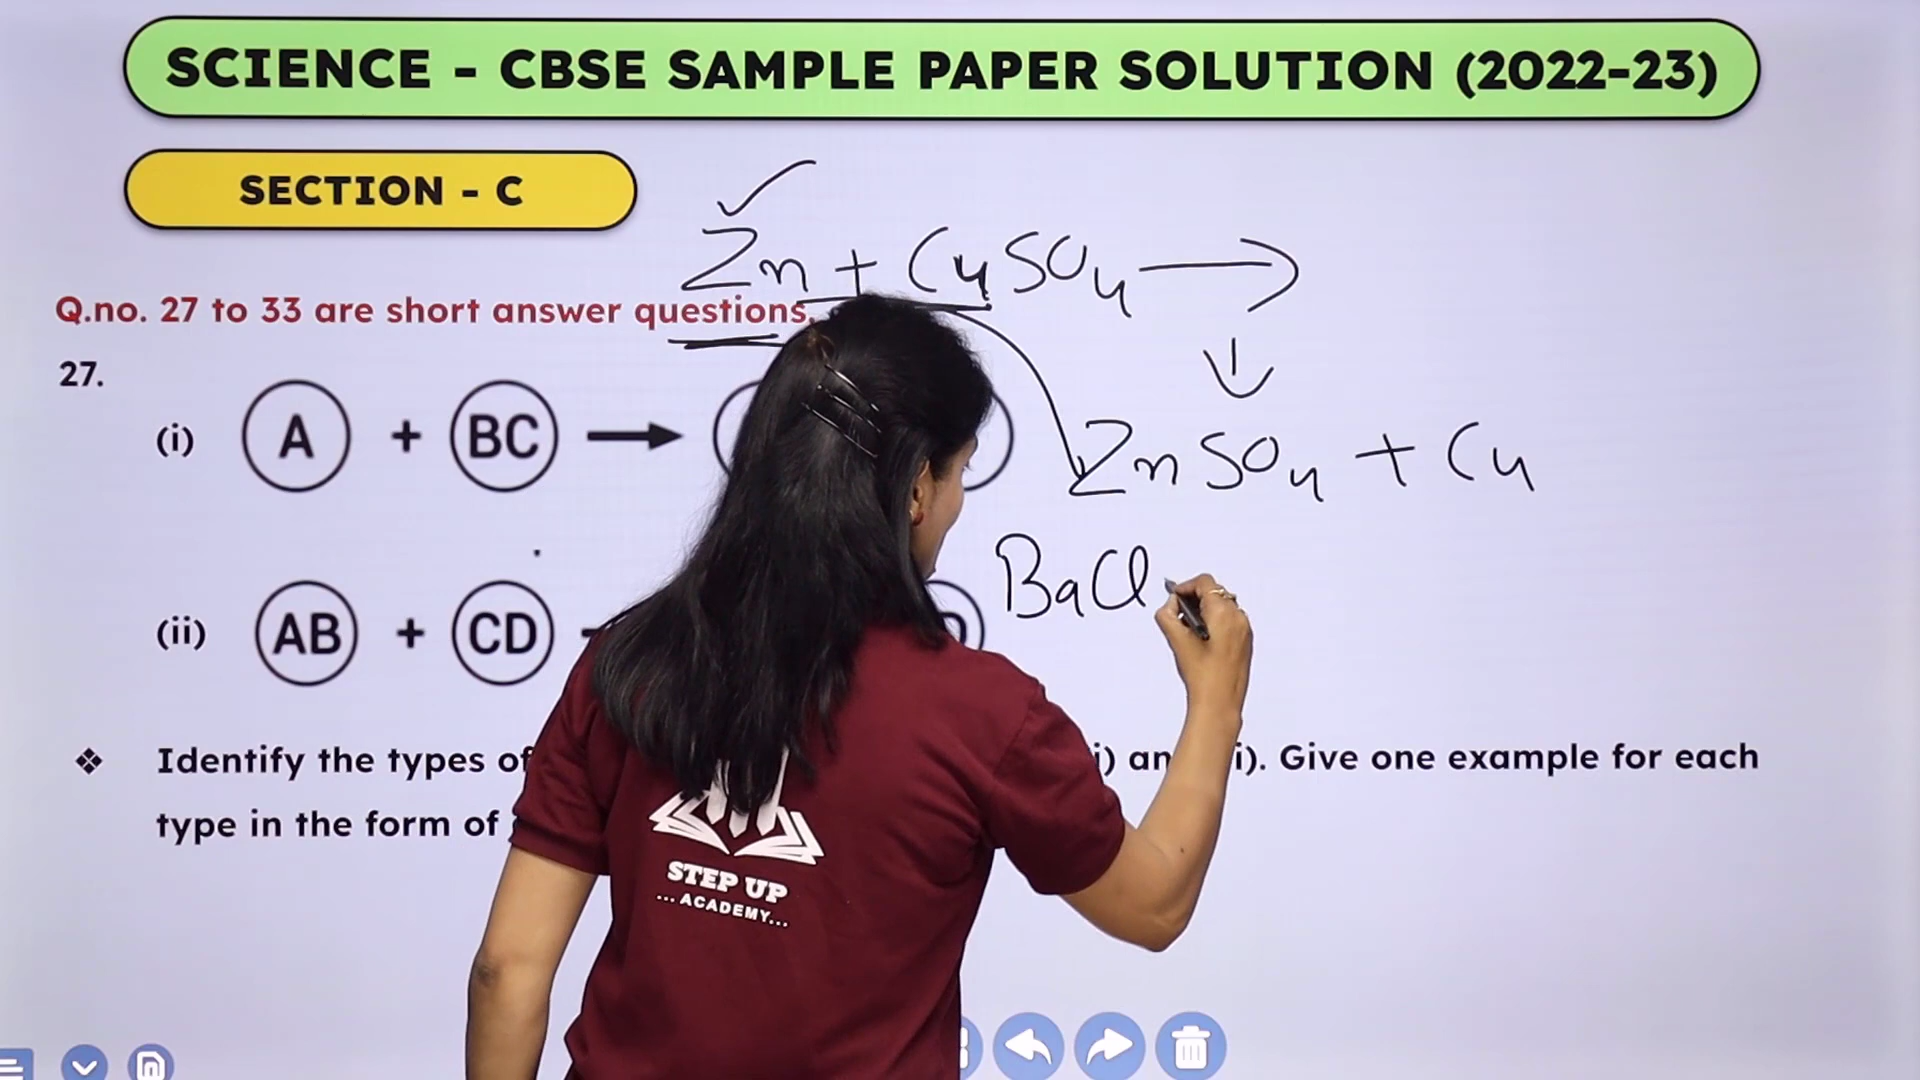 SCIENCE - CBSE SAMPLE PAPER SOLUTION (2022-23)
SECTION - C
Zn + CuSO4 →
Q.no. 27 to 33 are short answer questions.
27.
(i) A + BC →
ZnSO4 + Cu
BaCl
(ii) AB + CD
Identify the types of i) an i). Give one example for each
type in the form of
STEP UP
... ACADEMY...